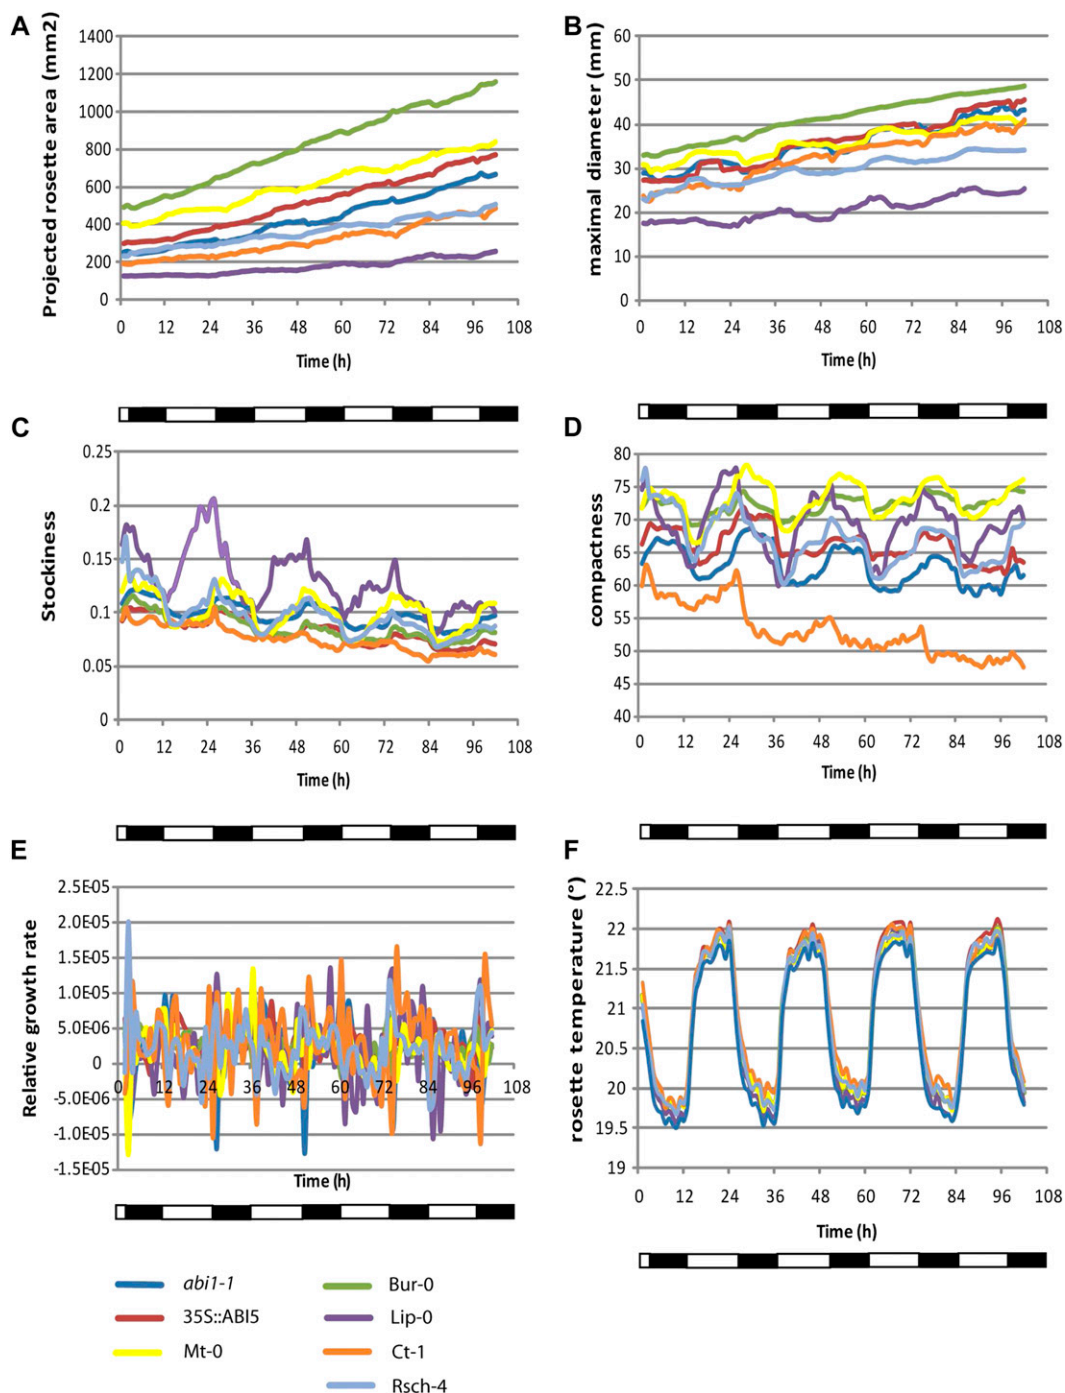 A
Projected rosette area (mm2)
1400
1200
1000
800
600
400
200
0
0 12 24 36 48 60 72 84 96 108
Time (h)
B
maximal diameter (mm)
60
50
40
30
20
10
0
0 12 24 36 48 60 72 84 96 108
Time (h)
C
Stockiness
0.25
0.2
0.15
0.1
0.05
0
0 12 24 36 48 60 72 84 96 108
Time (h)
D
compactness
80
75
70
65
60
55
50
45
40
0 12 24 36 48 60 72 84 96 108
Time (h)
E
Relative growth rate
2.5E05
2.0E05
1.5E05
1.0E05
5.0E06
0
-5.0E06
-1.0E05
-1.5E05
0 12 24 36 48 60 72 84 96 108
Time (h)
F
rosette temperature (°)
22.5
22
21.5
21
20.5
20
19.5
19
0 12 24 36 48 60 72 84 96 108
Time (h)
abi1-1
35S::ABI5
Mt-0
Bur-0
Lip-0
Ct-1
Rsch-4